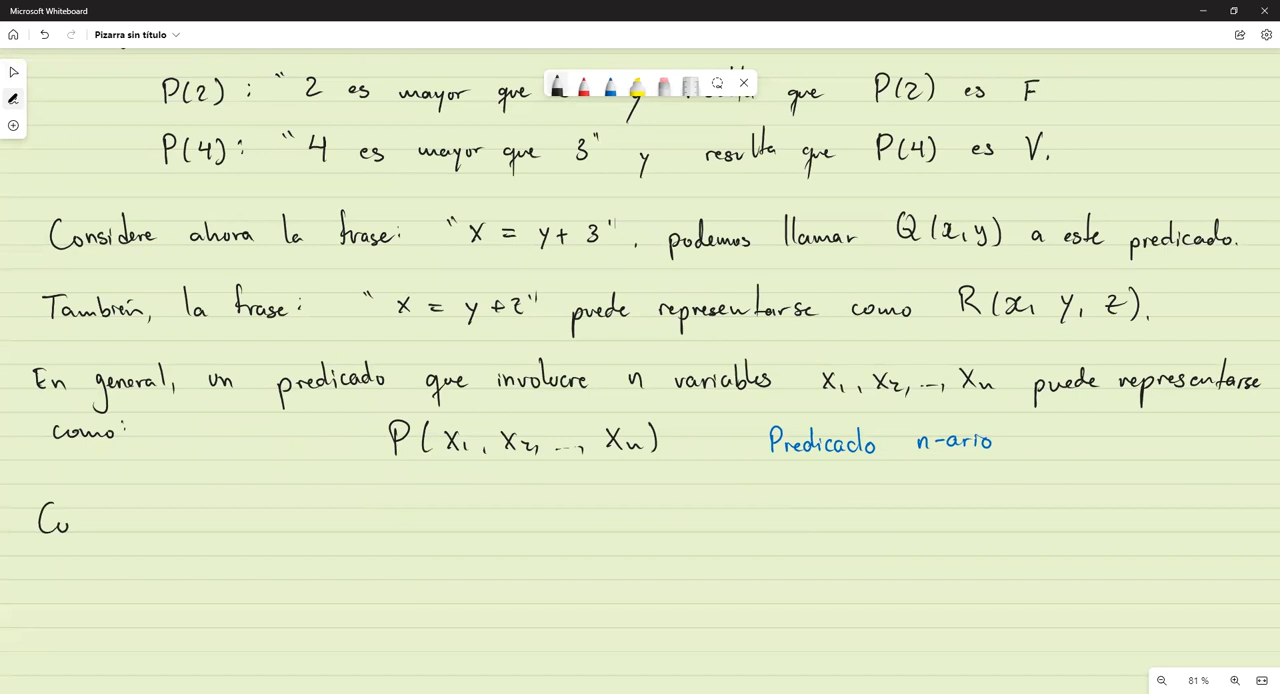 Microsoft Whiteboard
Pizarra sin título
P(2) : " 2 es mayor que y que P(2) es F
P(4) : " 4 es mayor que 3 " y resulta que P(4) es V.
Considere ahora la frase: " x = y + 3 ", podemos llamar Q(x,y) a este predicado.
También, la frase: " x = y + z " puede representarse como R(x, y, z).
En general, un predicado que involucre n variables x₁, x₂, ..., xₙ puede representarse
como: P(x₁, x₂, ..., xₙ) Predicado n-ario
Cu
81 %